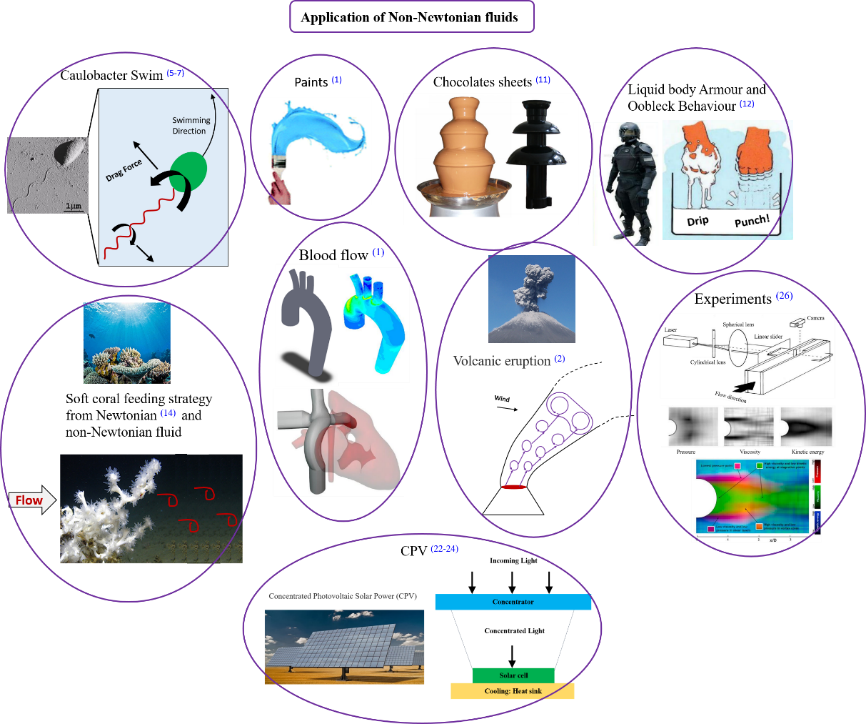 Application of Non-Newtonian fluids
Caulobacter Swim (5-7)
Swimming
Direction
Drag Force
1μm
Paints (1)
Chocolates sheets (11)
Liquid body Armour and
Oobleck Behaviour (12)
Drip
Punch!
Blood flow (1)
Volcanic eruption (2)
Wind
Experiments (26)
Camera
Spherical lens
Laser
Linear slider
Cylindrical lens
Flow direction
Pressure
Viscosity
Kinetic energy
x/D
Soft coral feeding strategy
from Newtonian (14) and
non-Newtonian fluid
Flow
CPV (22-24)
Concentrated Photovoltaic Solar Power (CPV)
Incoming Light
Concentrator
Concentrated Light
Solar cell
Cooling: Heat sink